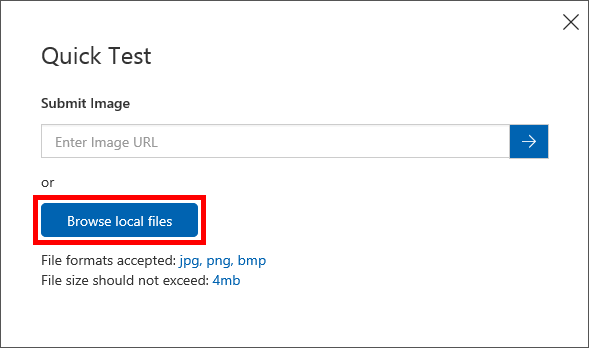 Quick Test
Submit Image
Enter Image URL
or
Browse local files
File formats accepted: jpg, png, bmp
File size should not exceed: 4mb